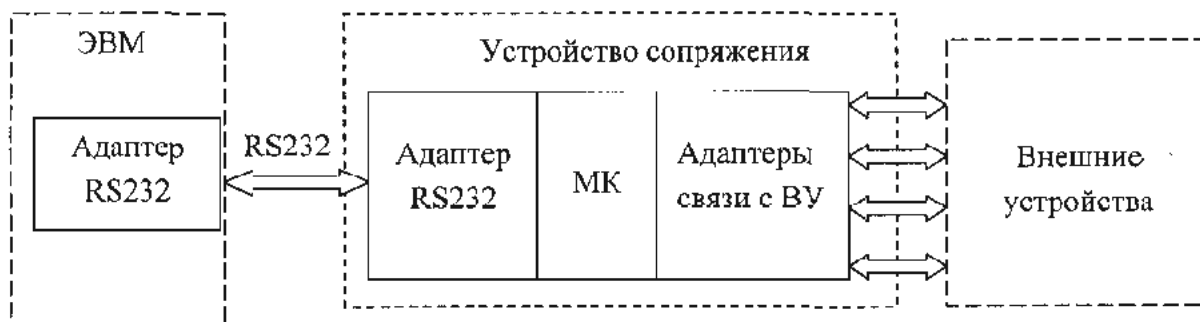 ЭВМ
Адаптер
RS232
RS232
Устройство сопряжения
Адаптер
RS232
МК
Адаптеры
связи с ВУ
Внешние
устройства